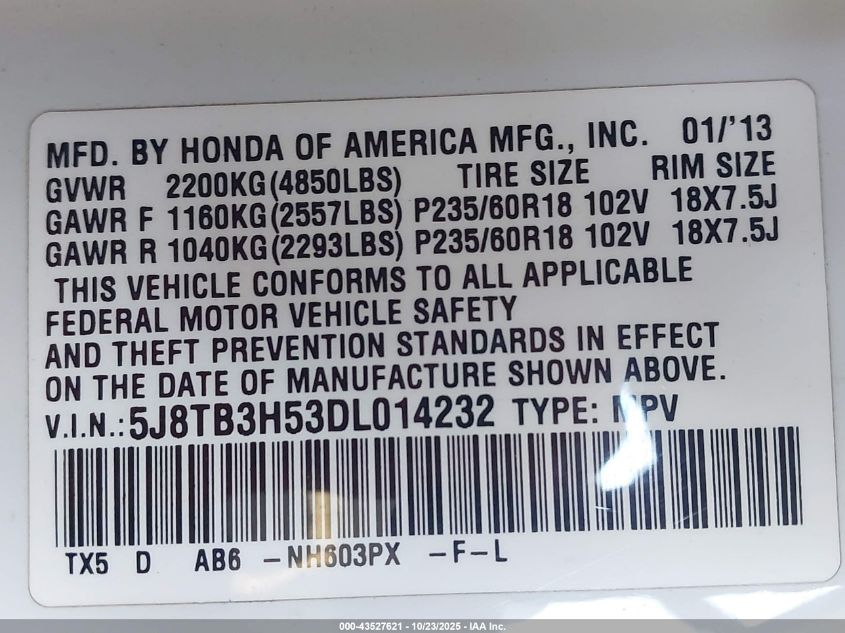 MFD. BY HONDA OF AMERICA MFG., INC. 01/'13
GVWR 2200KG(4850LBS) TIRE SIZE RIM SIZE
GAWR F 1160KG(2557LBS) P235/60R18 102V 18X7.5J
GAWR R 1040KG(2293LBS) P235/60R18 102V 18X7.5J
THIS VEHICLE CONFORMS TO ALL APPLICABLE
FEDERAL MOTOR VEHICLE SAFETY
AND THEFT PREVENTION STANDARDS IN EFFECT
ON THE DATE OF MANUFACTURE SHOWN ABOVE.
V.I.N.: 5J8TB3H53DL014232 TYPE: MPV
TX5 D AB6 -NH603PX -F-L
000-43527621 - 10/23/2025 - IAA Inc.